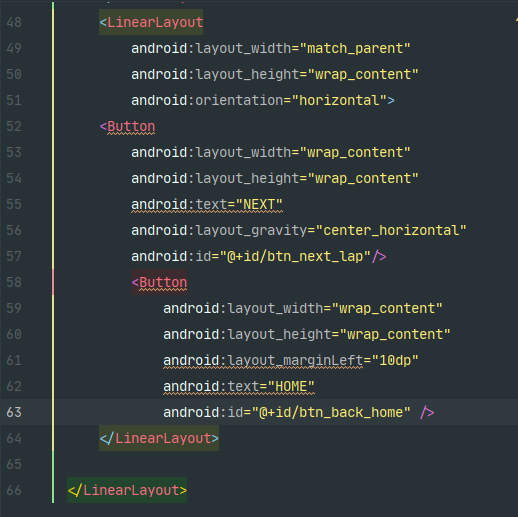 48 <LinearLayout
49 android:layout_width="match_parent"
50 android:layout_height="wrap_content"
51 android:orientation="horizontal">
52 <Button
53 android:layout_width="wrap_content"
54 android:layout_height="wrap_content"
55 android:text="NEXT"
56 android:layout_gravity="center_horizontal"
57 android:id="@+id/btn_next_lap"/>
58 <Button
59 android:layout_width="wrap_content"
60 android:layout_height="wrap_content"
61 android:layout_marginLeft="10dp"
62 android:text="HOME"
63 android:id="@+id/btn_back_home" />
64 </LinearLayout>
65
66 </LinearLayout>